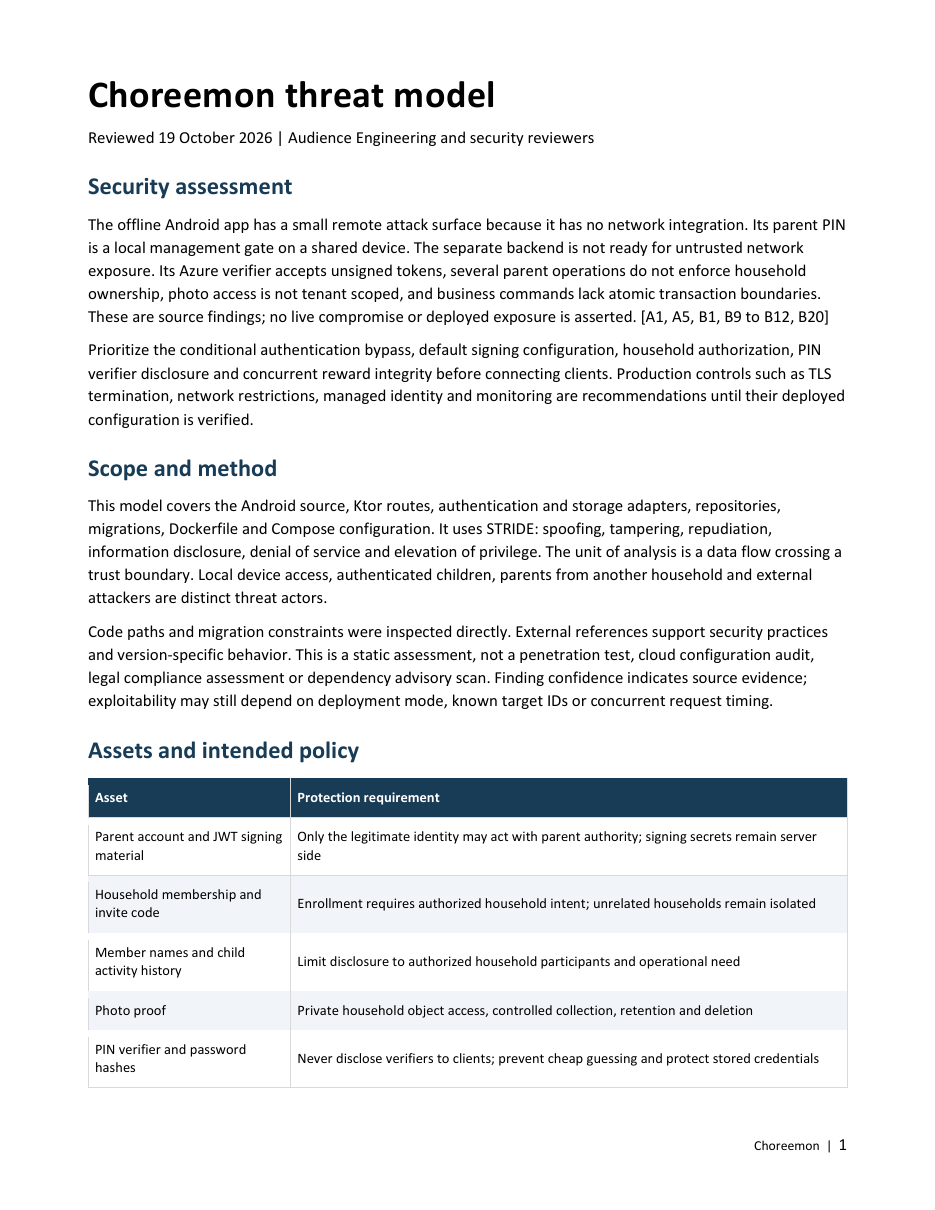 Choreemon threat model
Reviewed 19 October 2026 | Audience Engineering and security reviewers
Security assessment
The offline Android app has a small remote attack surface because it has no network integration. Its parent PIN
is a local management gate on a shared device. The separate backend is not ready for untrusted network
exposure. Its Azure verifier accepts unsigned tokens, several parent operations do not enforce household
ownership, photo access is not tenant scoped, and business commands lack atomic transaction boundaries.
These are source findings; no live compromise or deployed exposure is asserted. [A1, A5, B1, B9 to B12, B20]
Prioritize the conditional authentication bypass, default signing configuration, household authorization, PIN
verifier disclosure and concurrent reward integrity before connecting clients. Production controls such as TLS
termination, network restrictions, managed identity and monitoring are recommendations until their deployed
configuration is verified.
Scope and method
This model covers the Android source, Ktor routes, authentication and storage adapters, repositories,
migrations, Dockerfile and Compose configuration. It uses STRIDE: spoofing, tampering, repudiation,
information disclosure, denial of service and elevation of privilege. The unit of analysis is a data flow crossing a
trust boundary. Local device access, authenticated children, parents from another household and external
attackers are distinct threat actors.
Code paths and migration constraints were inspected directly. External references support security practices
and version-specific behavior. This is a static assessment, not a penetration test, cloud configuration audit,
legal compliance assessment or dependency advisory scan. Finding confidence indicates source evidence;
exploitability may still depend on deployment mode, known target IDs or concurrent request timing.
Assets and intended policy
Asset
Protection requirement
Parent account and JWT signing
material
Only the legitimate identity may act with parent authority; signing secrets remain server
side
Household membership and
invite code
Enrollment requires authorized household intent; unrelated households remain isolated
Member names and child
activity history
Limit disclosure to authorized household participants and operational need
Photo proof
Private household object access, controlled collection, retention and deletion
PIN verifier and password
hashes
Never disclose verifiers to clients; prevent cheap guessing and protect stored credentials
Choreemon | 1